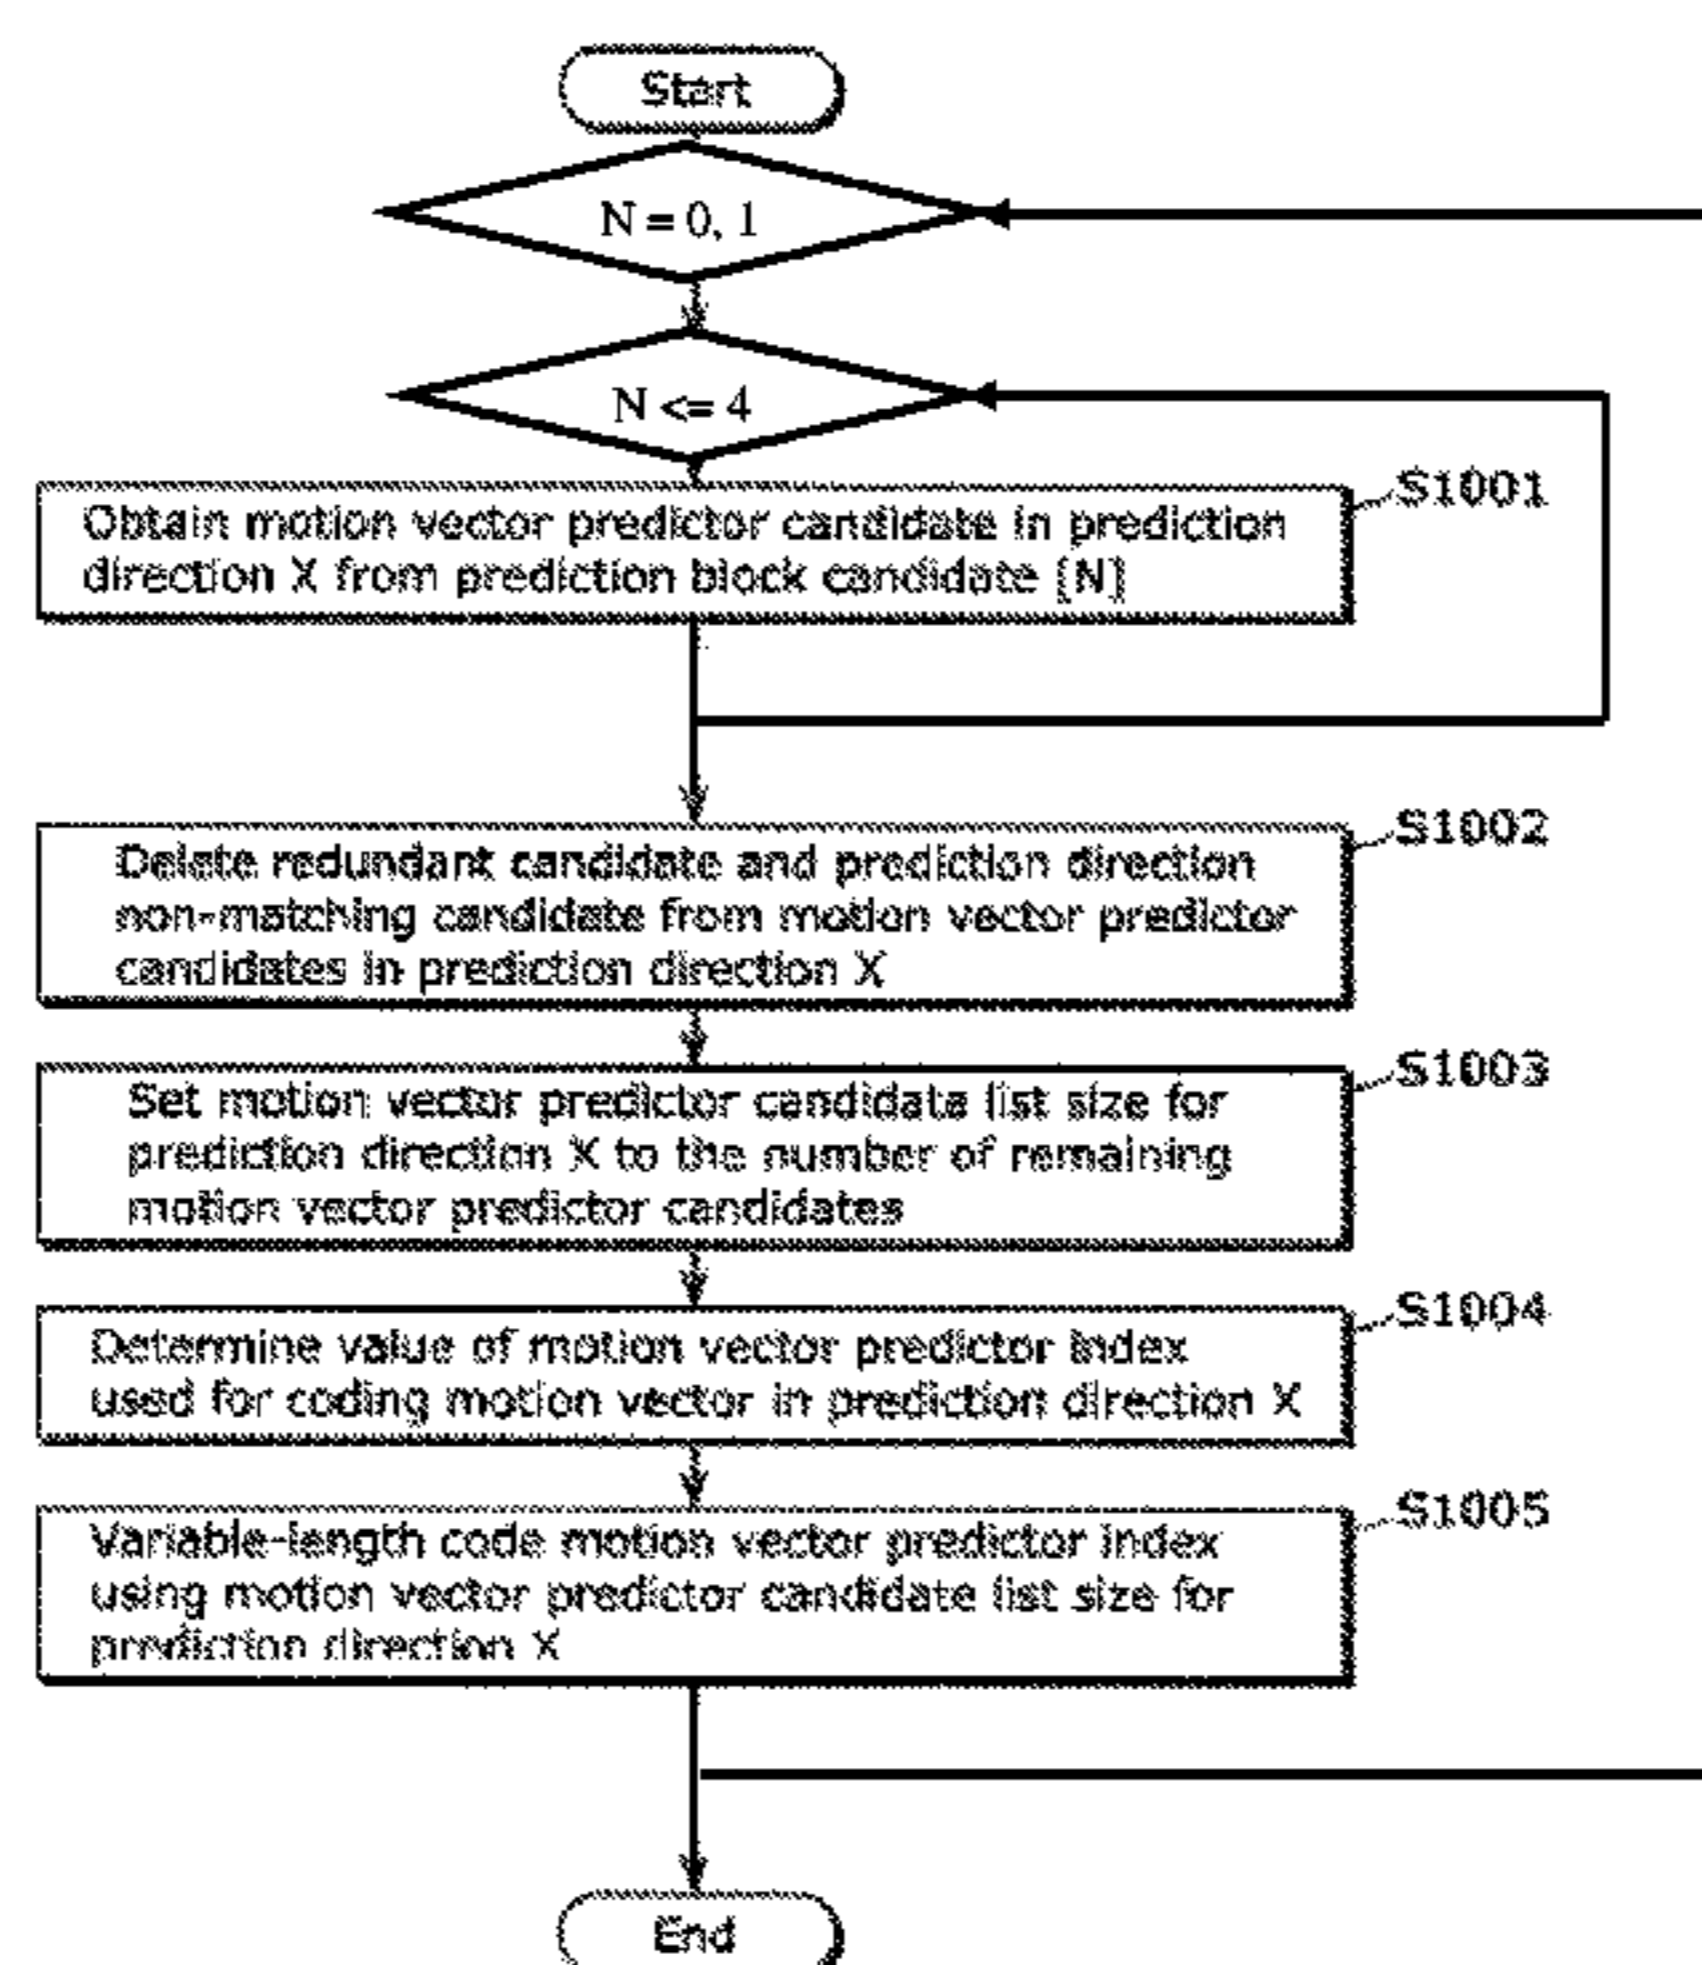 Start
N = 0, 1
N <= 4
S1001
Obtain motion vector predictor candidate in prediction
direction X from prediction block candidate [N]
S1002
Delete redundant candidate and prediction direction
non-matching candidate from motion vector predictor
candidates in prediction direction X
S1003
Set motion vector predictor candidate list size for
prediction direction X to the number of remaining
motion vector predictor candidates
S1004
Determine value of motion vector predictor index
used for coding motion vector in prediction direction X
S1005
Variable-length code motion vector predictor index
using motion vector predictor candidate list size for
prediction direction X
End